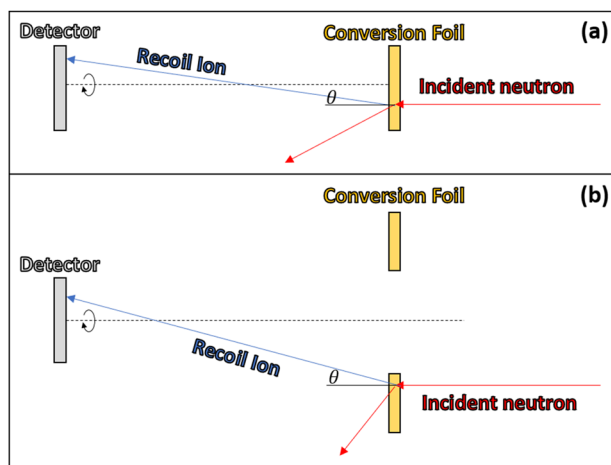 Detector
Conversion Foil
(a)
Recoil Ion
Incident neutron
θ
Conversion Foil
(b)
Detector
Recoil Ion
θ
Incident neutron